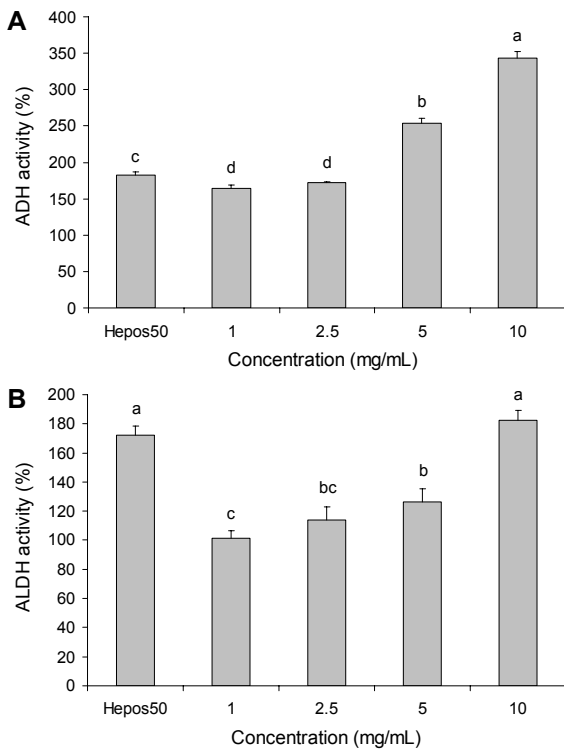 A
400
350
300
250
200
150
100
50
0
ADH activity (%)
c
d
d
b
a
Hepos50 1 2.5 5 10
Concentration (mg/mL)
B
200
180
160
140
120
100
80
60
40
20
0
ALDH activity (%)
a
c
bc
b
a
Hepos50 1 2.5 5 10
Concentration (mg/mL)